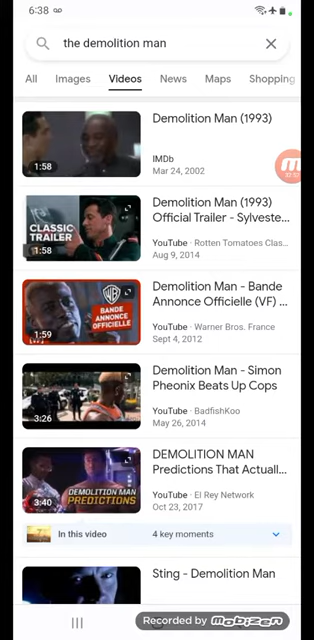 6:38
the demolition man
All Images Videos News Maps Shopping
Demolition Man (1993)
1:58
IMDb
Mar 24, 2002
Demolition Man (1993)
Official Trailer - Sylveste...
CLASSIC
TRAILER
1:58
YouTube · Rotten Tomatoes Clas...
Aug 9, 2014
Demolition Man - Bande
Annonce Officielle (VF) ...
BANDE
ANNONCE
OFFICIELLE
1:59
YouTube · Warner Bros. France
Sept 4, 2012
Demolition Man - Simon
Pheonix Beats Up Cops
3:26
YouTube · BadfishKoo
May 26, 2014
DEMOLITION MAN
Predictions That Actuall...
DEMOLITION MAN
PREDICTIONS
3:40
YouTube · El Rey Network
Oct 23, 2017
In this video 4 key moments
Sting - Demolition Man
Recorded by Mobizen